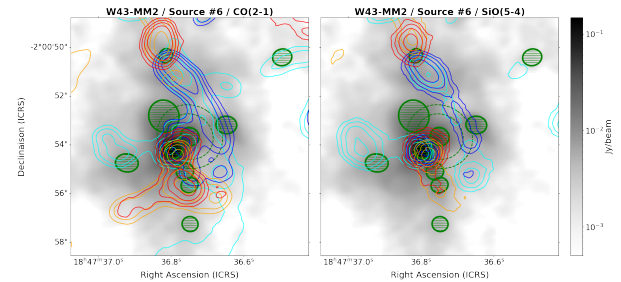 W43-MM2 / Source #6 / CO(2-1)
W43-MM2 / Source #6 / SiO(5-4)
-2°00'50"
52"
54"
56"
58"
Declinaison (ICRS)
18ʰ47ᵐ37.0ˢ
36.8ˢ
36.6ˢ
Right Ascension (ICRS)
18ʰ47ᵐ37.0ˢ
36.8ˢ
36.6ˢ
Right Ascension (ICRS)
10⁻¹
10⁻²
10⁻³
Jy/beam